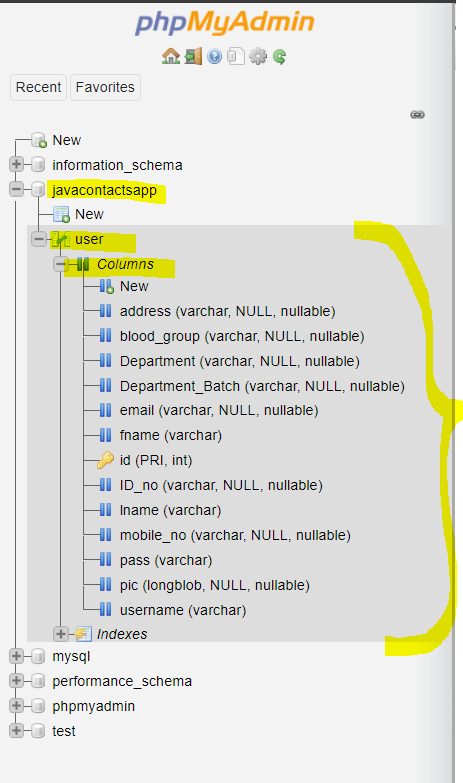 phpMyAdmin
Recent Favorites
New
information_schema
javacontactsapp
New
user
Columns
New
address (varchar, NULL, nullable)
blood_group (varchar, NULL, nullable)
Department (varchar, NULL, nullable)
Department_Batch (varchar, NULL, nullable)
email (varchar, NULL, nullable)
fname (varchar)
id (PRI, int)
ID_no (varchar, NULL, nullable)
lname (varchar)
mobile_no (varchar, NULL, nullable)
pass (varchar)
pic (longblob, NULL, nullable)
username (varchar)
Indexes
mysql
performance_schema
phpmyadmin
test